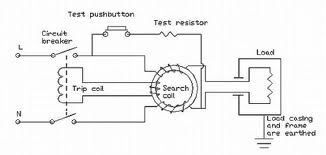 Test pushbutton
Test resistor
Circuit
breaker
Load
L
Trip coil
Search
coil
N
Load casing
and frame
are earthed